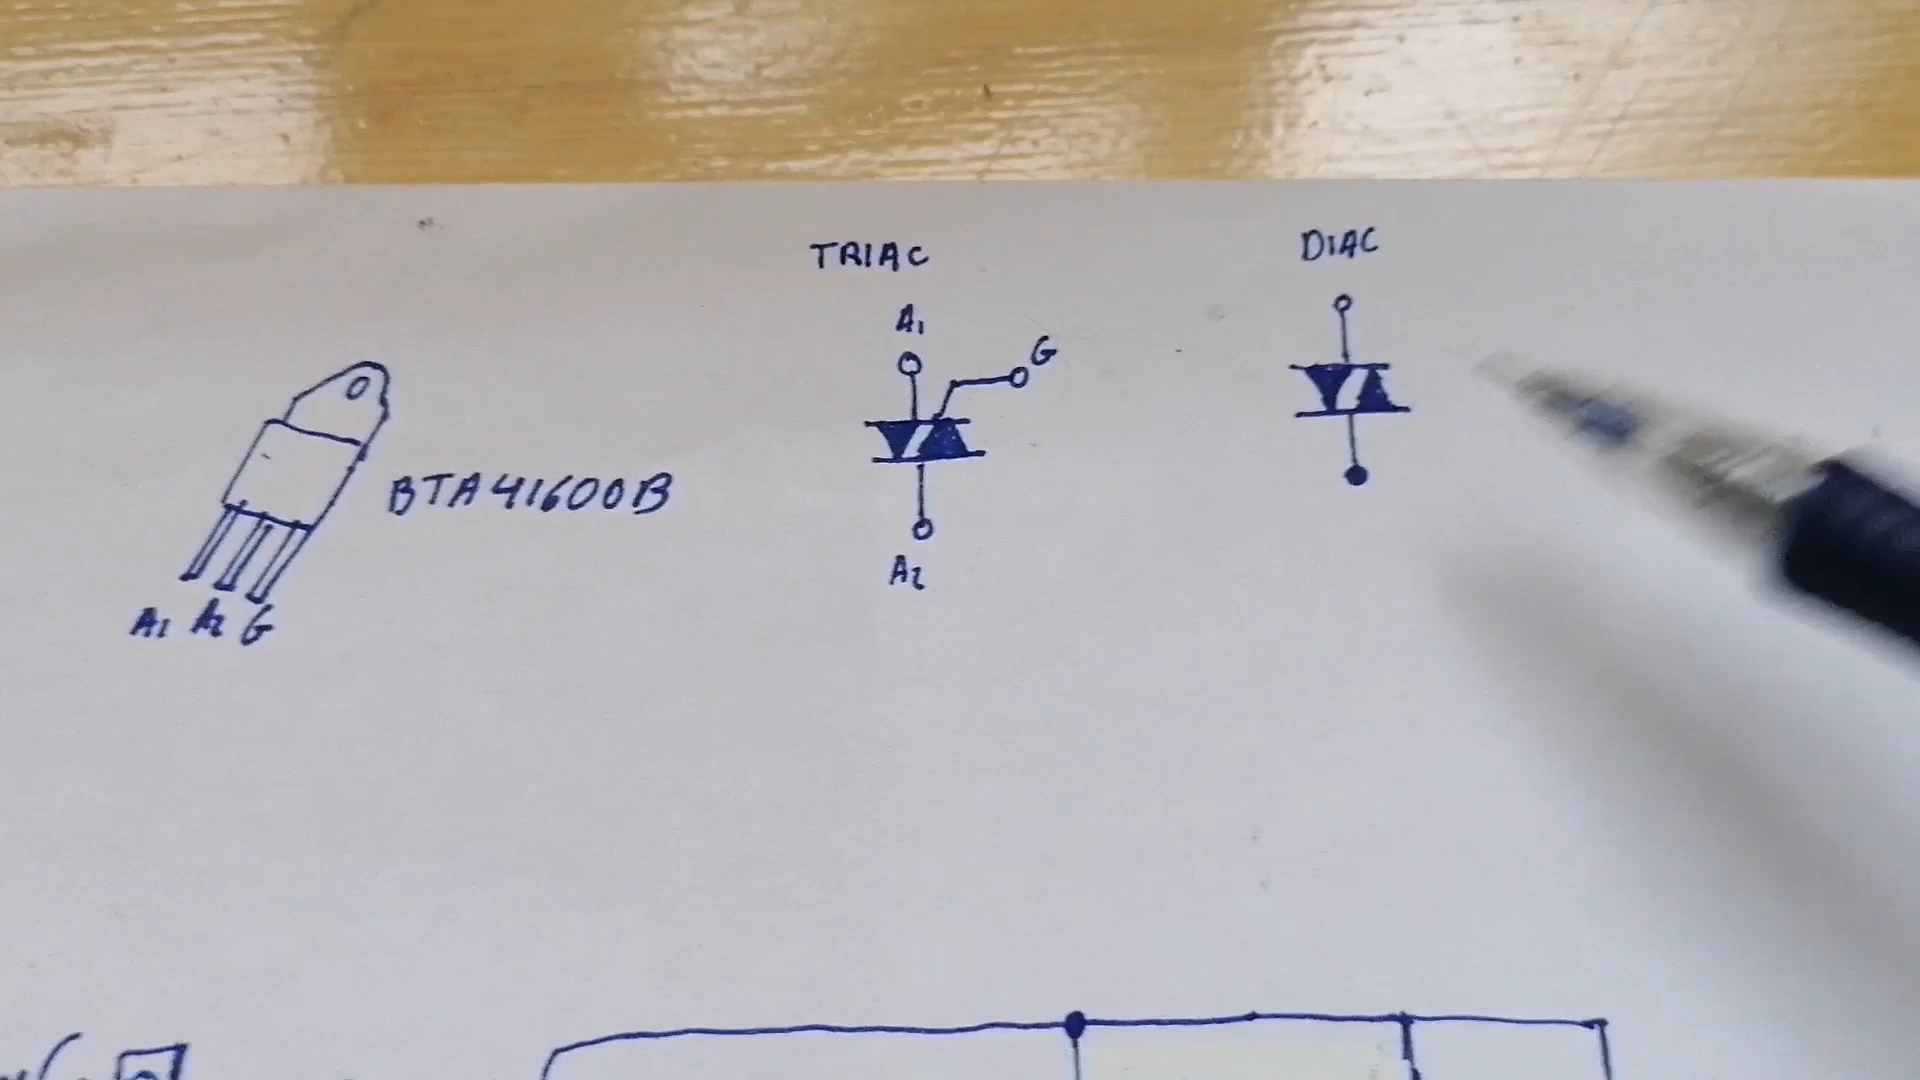 TRIAC
DIAC
A1
G
BTA41600B
A2
A1 A2 G